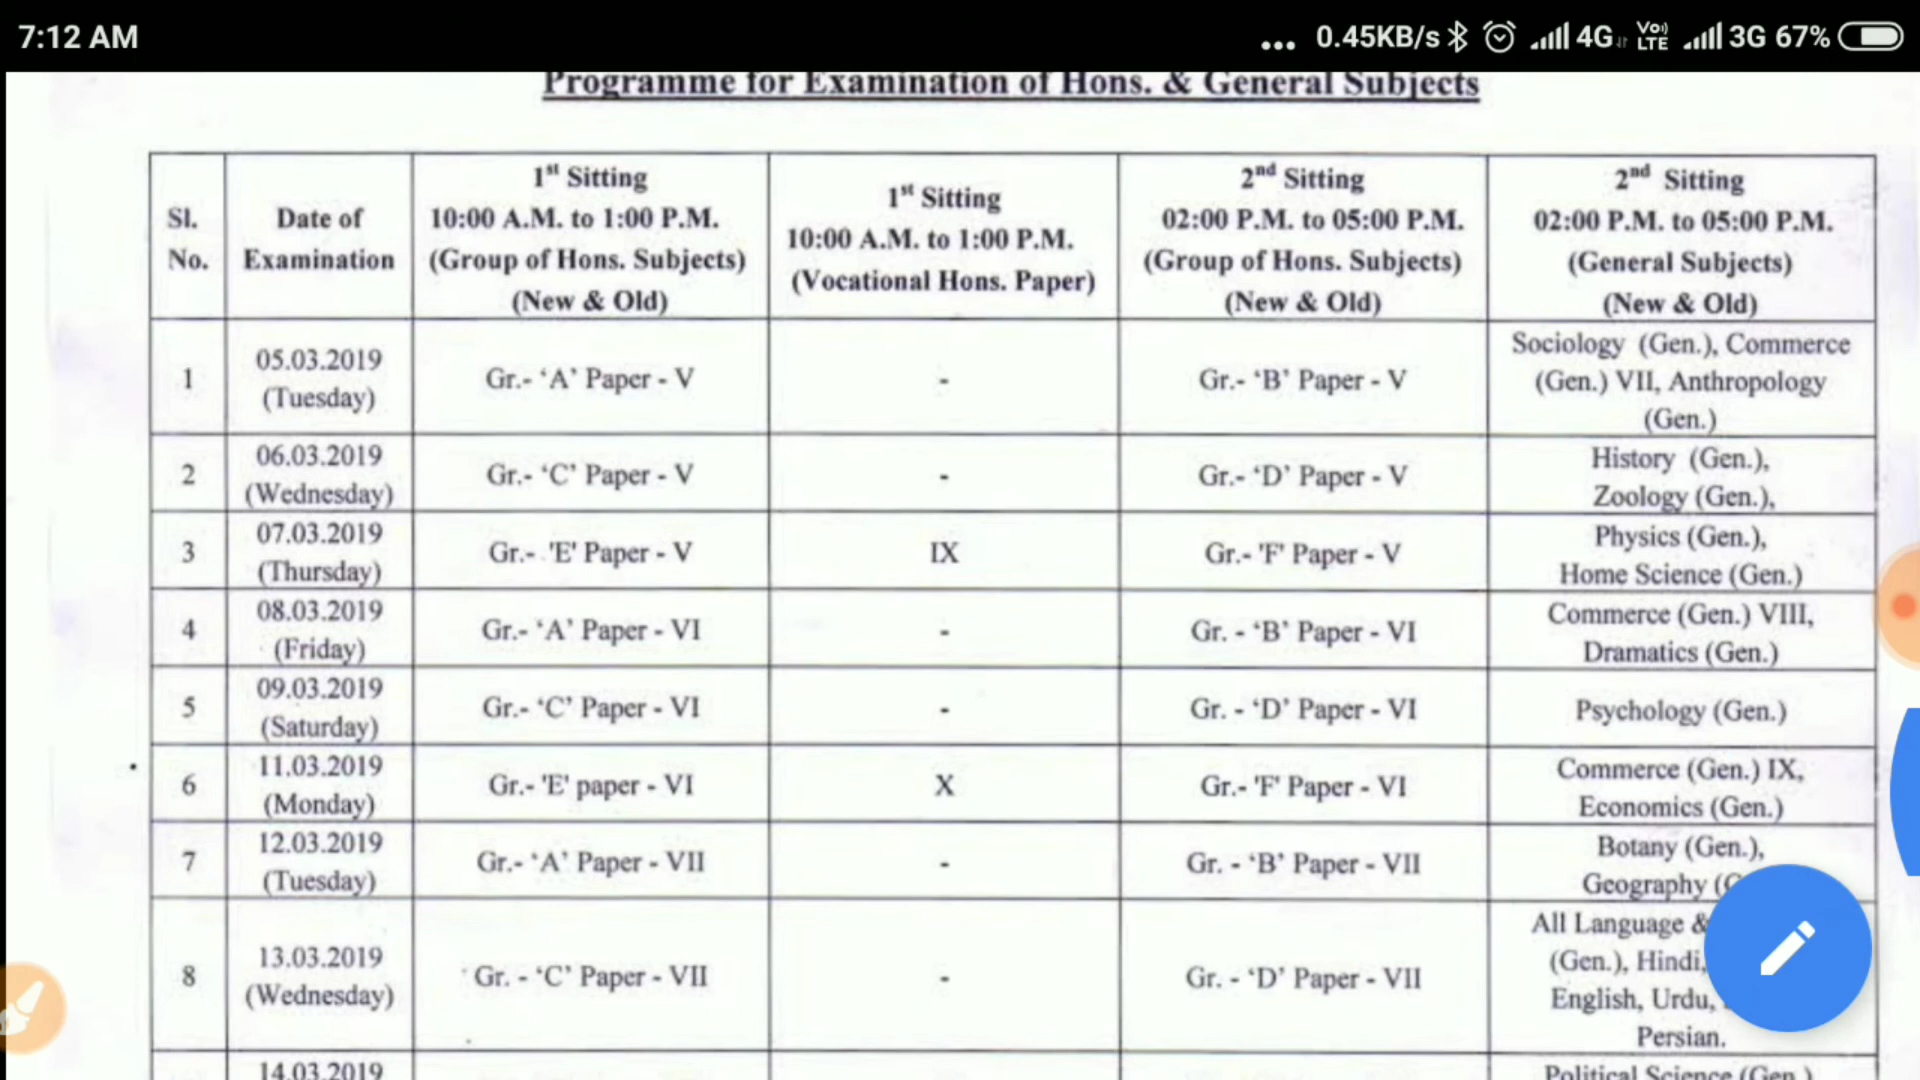 7:12 AM
... 0.45KB/s 4G Vo) LTE 3G 67%
Programme for Examination of Hons. & General Subjects
Sl. No.
Date of Examination
1st Sitting
10:00 A.M. to 1:00 P.M.
(Group of Hons. Subjects)
(New & Old)
1st Sitting
10:00 A.M. to 1:00 P.M.
(Vocational Hons. Paper)
2nd Sitting
02:00 P.M. to 05:00 P.M.
(Group of Hons. Subjects)
(New & Old)
2nd Sitting
02:00 P.M. to 05:00 P.M.
(General Subjects)
(New & Old)
1
05.03.2019
(Tuesday)
Gr.- ‘A’ Paper - V
-
Gr.- ‘B’ Paper - V
Sociology (Gen.), Commerce
(Gen.) VII, Anthropology
(Gen.)
2
06.03.2019
(Wednesday)
Gr.- ‘C’ Paper - V
-
Gr.- ‘D’ Paper - V
History (Gen.),
Zoology (Gen.),
3
07.03.2019
(Thursday)
Gr.- 'E' Paper - V
IX
Gr.- 'F' Paper - V
Physics (Gen.),
Home Science (Gen.)
4
08.03.2019
(Friday)
Gr.- ‘A’ Paper - VI
-
Gr. - ‘B’ Paper - VI
Commerce (Gen.) VIII,
Dramatics (Gen.)
5
09.03.2019
(Saturday)
Gr.- ‘C’ Paper - VI
-
Gr. - ‘D’ Paper - VI
Psychology (Gen.)
6
11.03.2019
(Monday)
Gr.- 'E' paper - VI
X
Gr.- 'F' Paper - VI
Commerce (Gen.) IX,
Economics (Gen.)
7
12.03.2019
(Tuesday)
Gr.- ‘A’ Paper - VII
-
Gr. - ‘B’ Paper - VII
Botany (Gen.),
Geography
8
13.03.2019
(Wednesday)
Gr. - ‘C’ Paper - VII
-
Gr. - ‘D’ Paper - VII
All Language &
(Gen.), Hindi,
English, Urdu,
Persian.
14.03.2019
Political Science (Gen.)